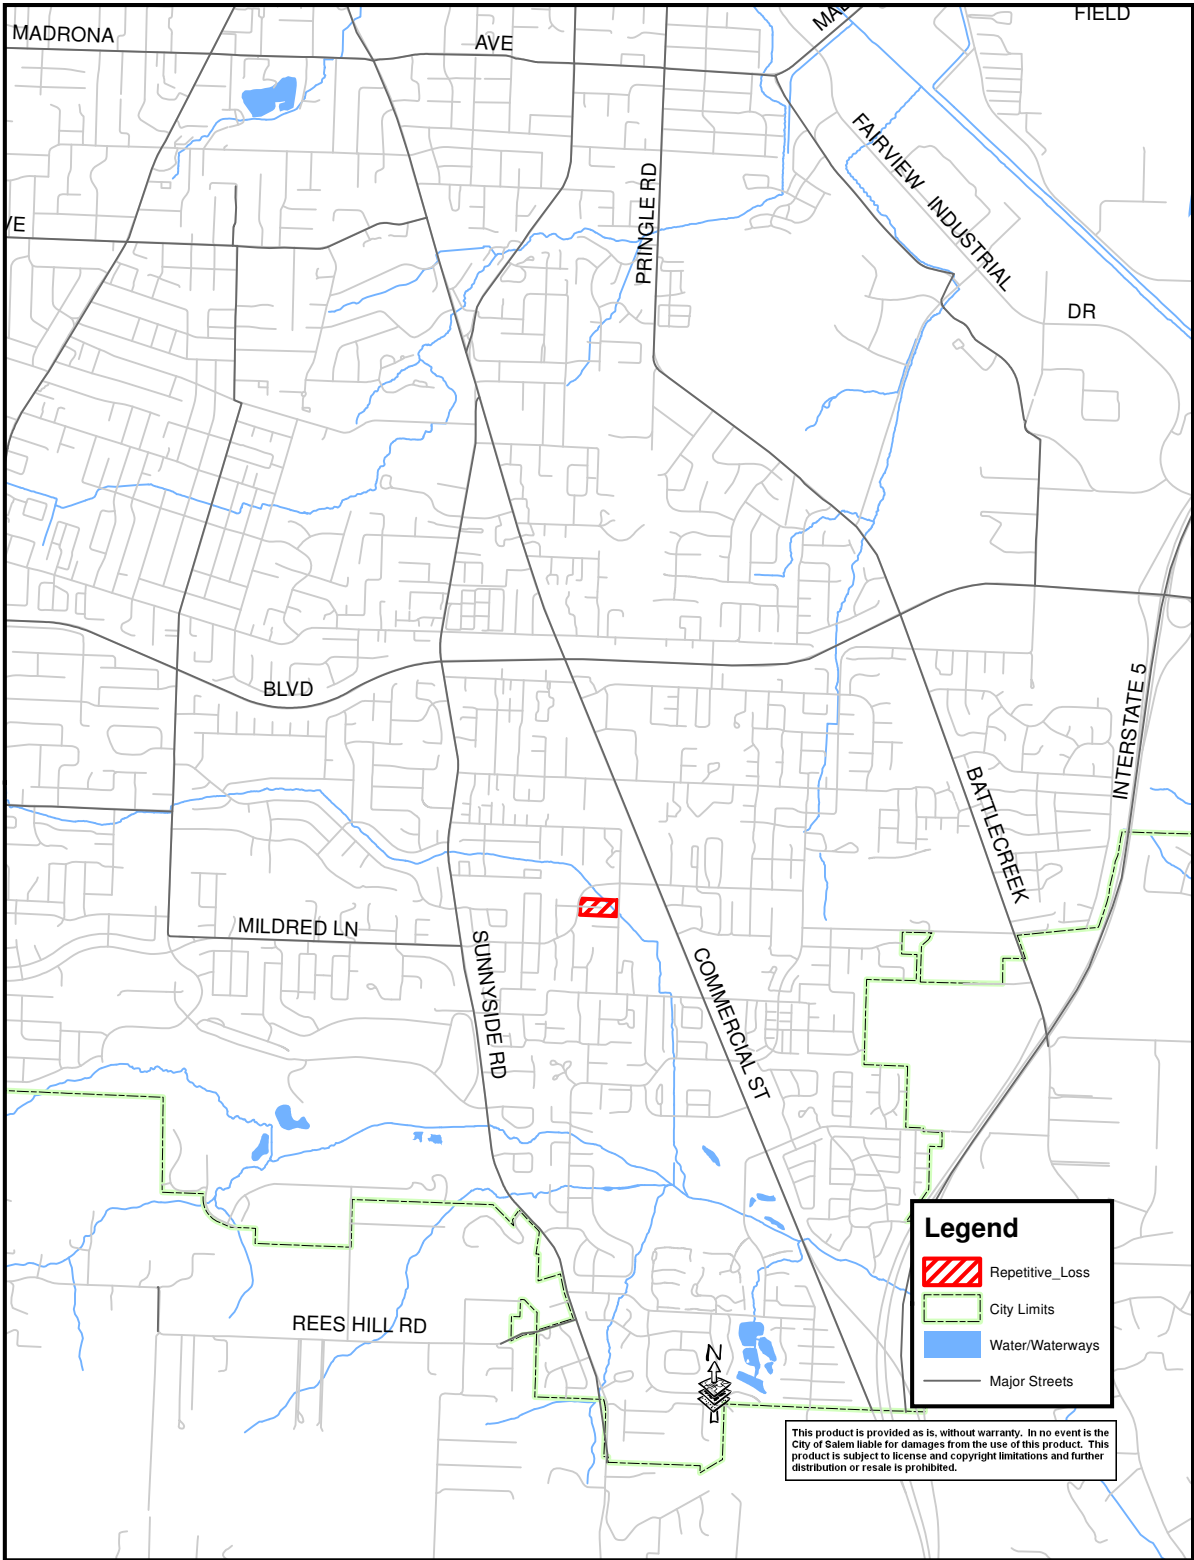 MADRONA
AVE
FIELD
FAIRVIEW INDUSTRIAL
DR
PRINGLE RD
BLVD
INTERSTATE 5
BATTLECREEK
MILDRED LN
SUNNYSIDE RD
COMMERCIAL ST
REES HILL RD
N
Legend
Repetitive_Loss
City Limits
Water/Waterways
Major Streets
This product is provided as is, without warranty. In no event is the
City of Salem liable for damages from the use of this product. This
product is subject to license and copyright limitations and further
distribution or resale is prohibited.